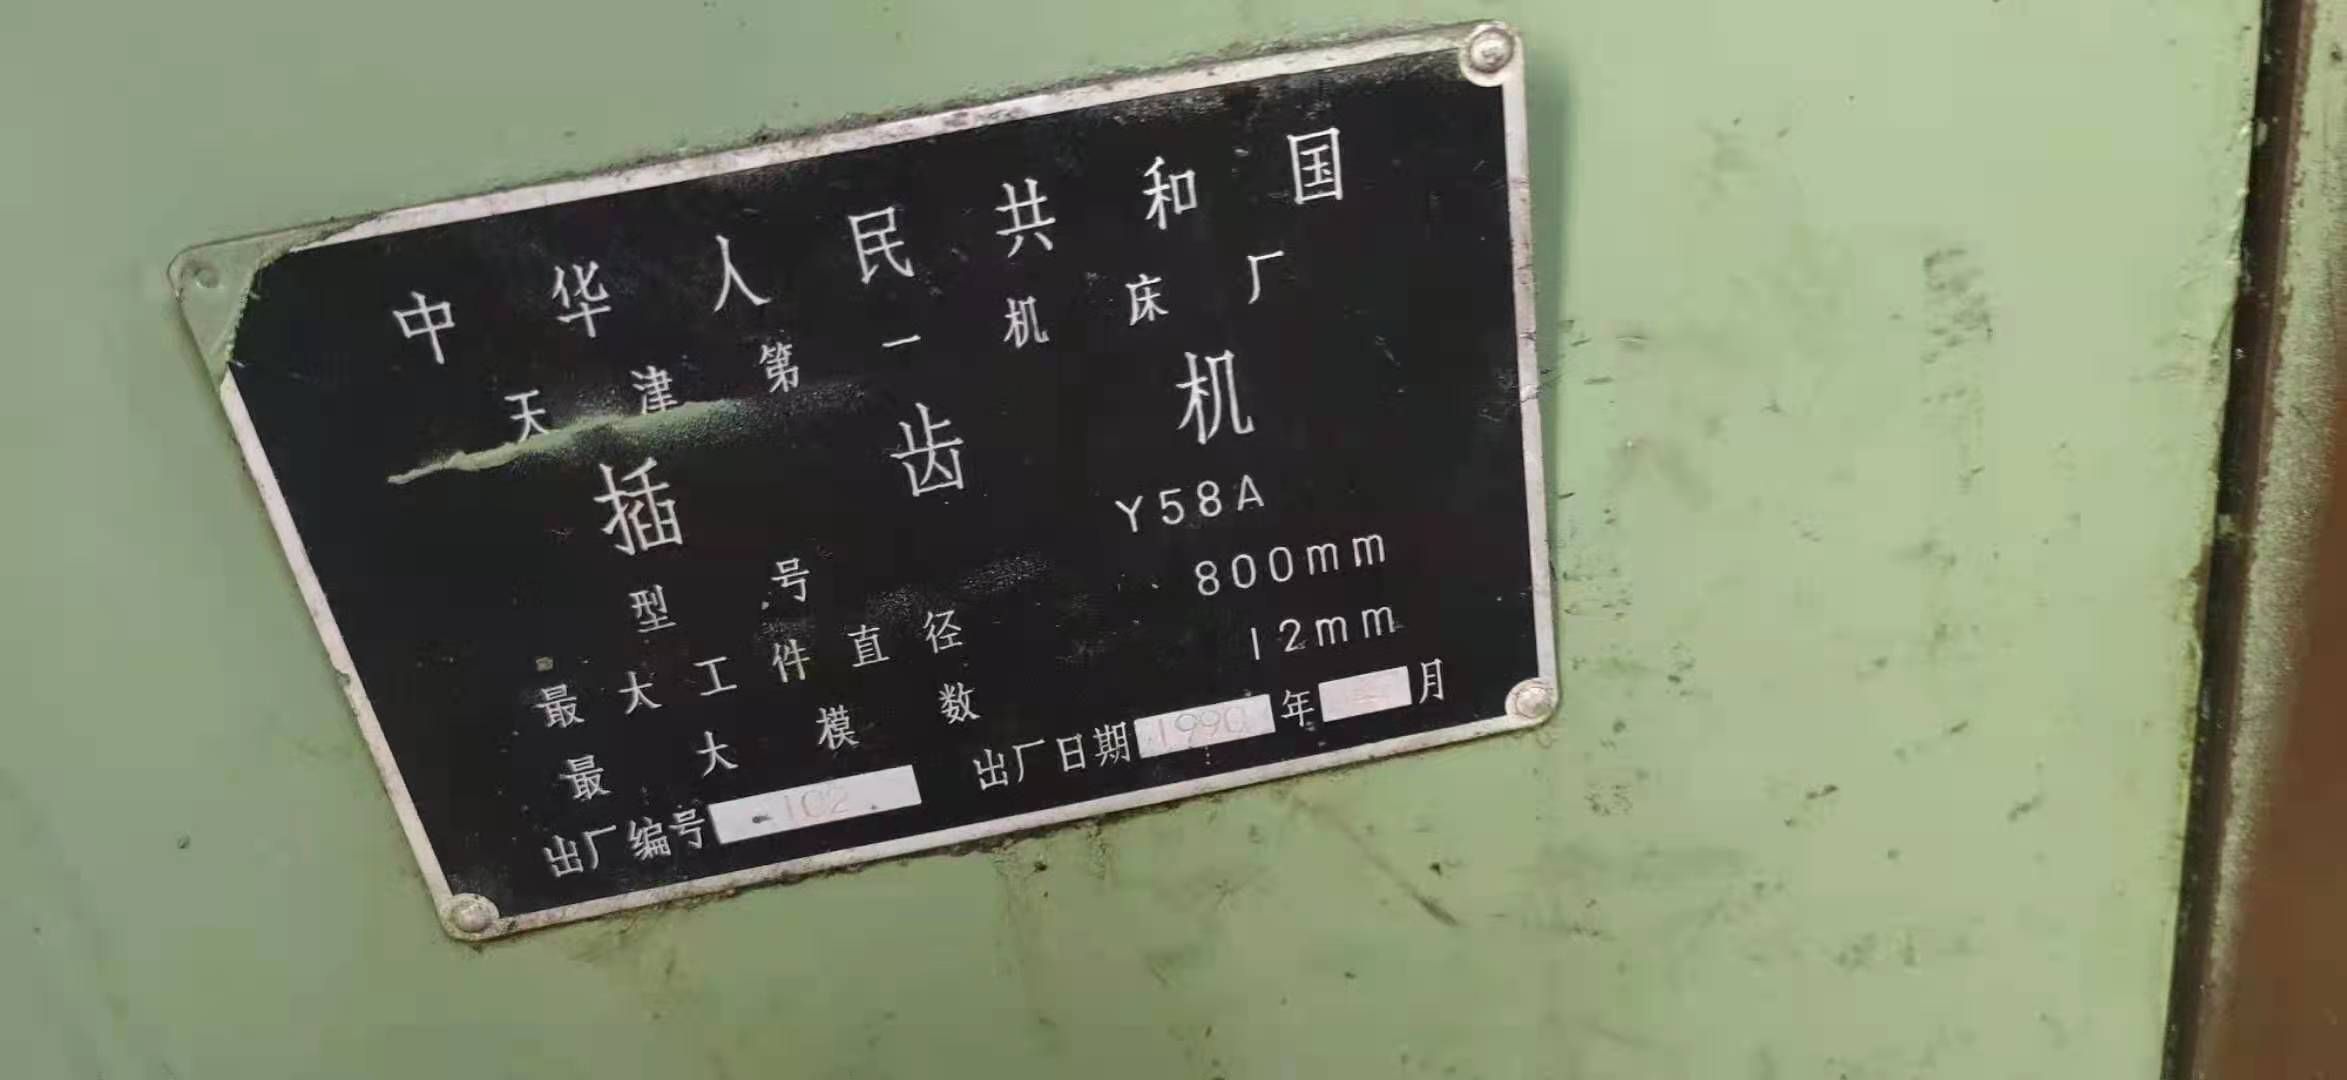 中华人民共和国
天津第一机床厂
插齿机
型号 Y58A
最大工件直径 800mm
最大模数 12mm
出厂编号 102 出厂日期 1990 年 月